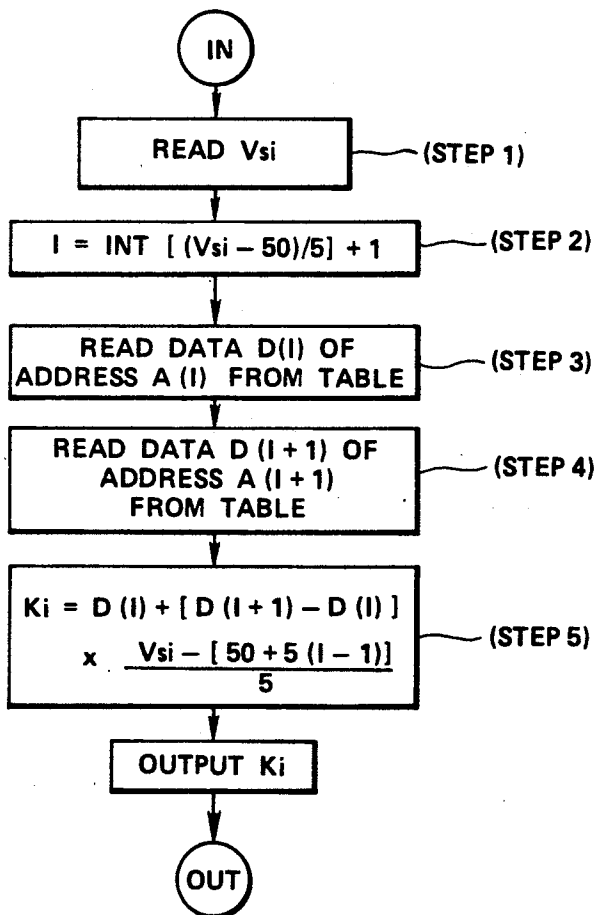 IN
READ Vsi
(STEP 1)
I = INT [ (Vsi – 50)/5] + 1
(STEP 2)
READ DATA D(I) OF
ADDRESS A (I) FROM TABLE
(STEP 3)
READ DATA D (I + 1) OF
ADDRESS A (I + 1)
FROM TABLE
(STEP 4)
Ki = D (I) + [ D (I + 1) – D (I) ]
x Vsi – [ 50 + 5 (I – 1)]
5
(STEP 5)
OUTPUT Ki
OUT